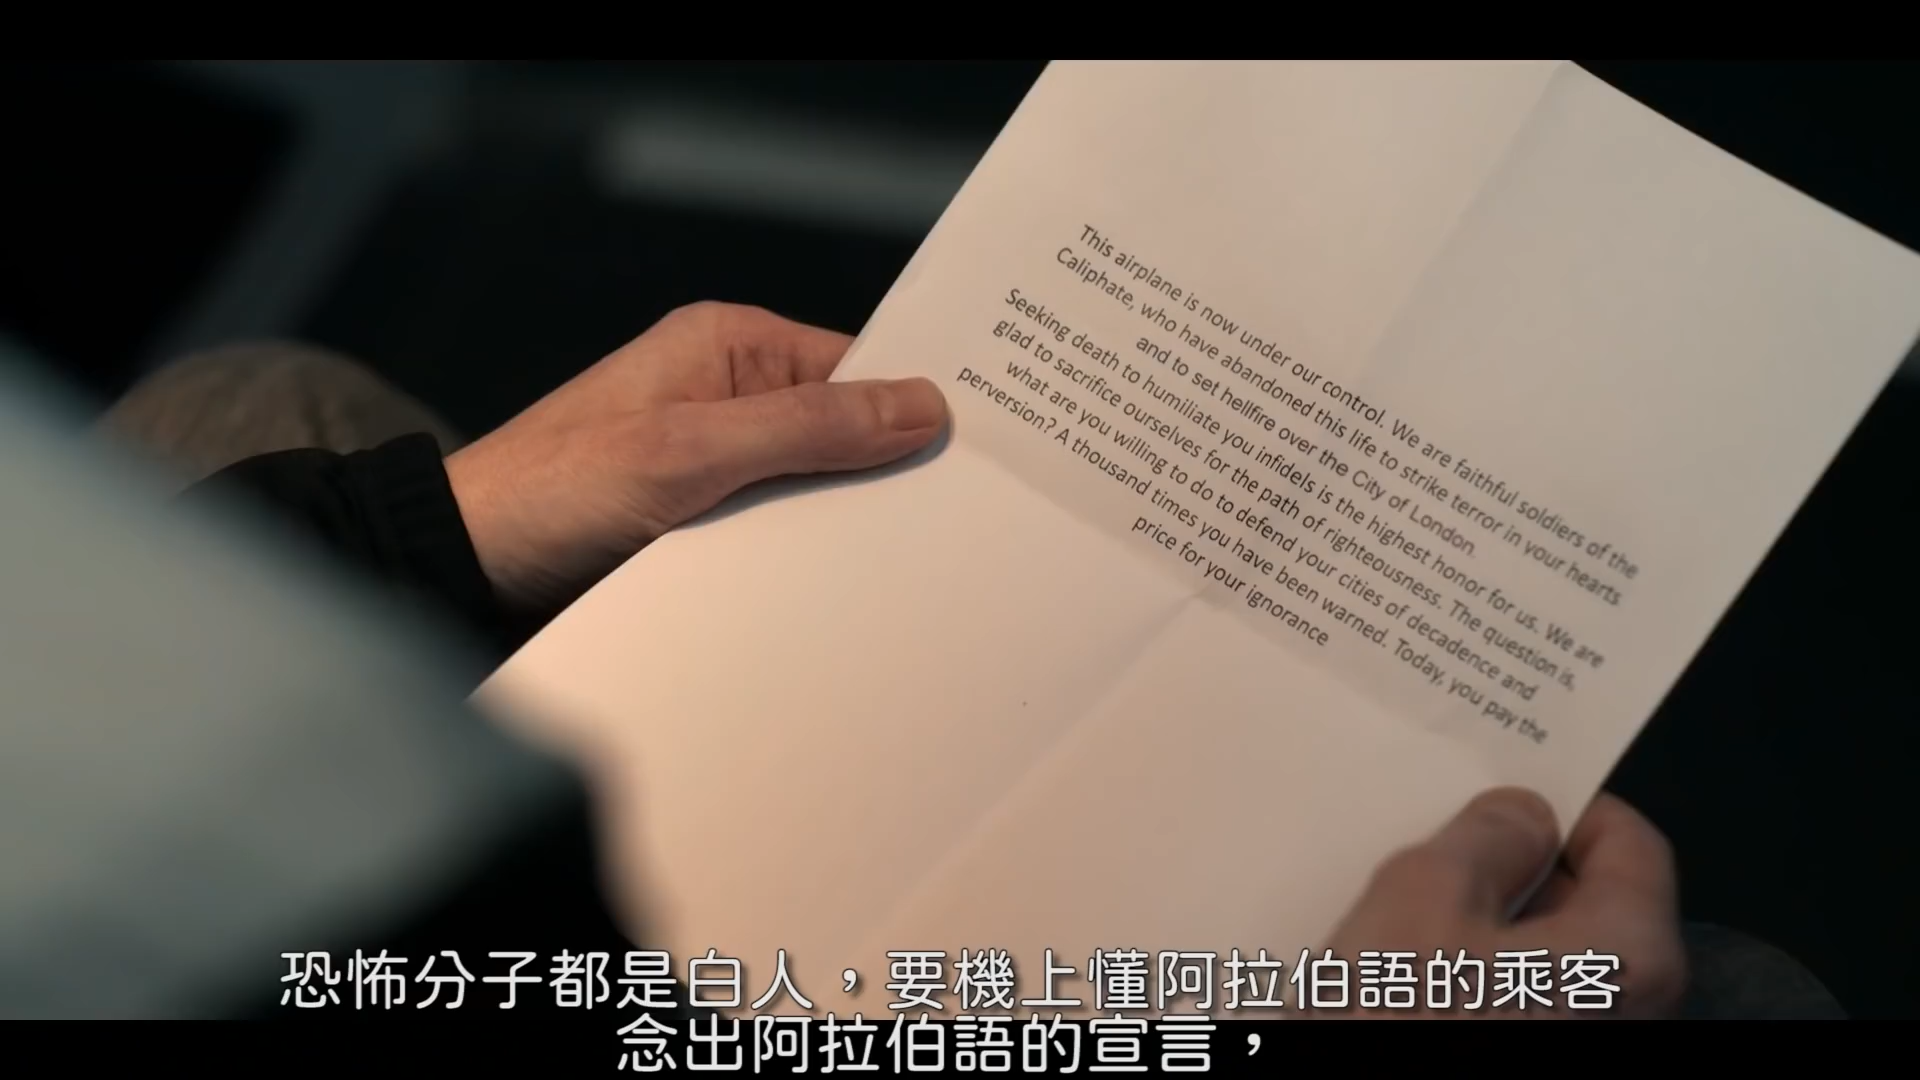 This airplane is now under our control. We are faithful soldiers of the
Caliphate, who have abandoned this life to strike terror in your hearts
and to set hellfire over the City of London.
Seeking death to humiliate you infidels is the highest honor for us. We are
glad to sacrifice ourselves for the path of righteousness. The question is,
what are you willing to do to defend your cities of decadence and
perversion? A thousand times you have been warned. Today, you pay the
price for your ignorance
恐怖分子都是白人，要機上懂阿拉伯語的乘客
念出阿拉伯語的宣言，